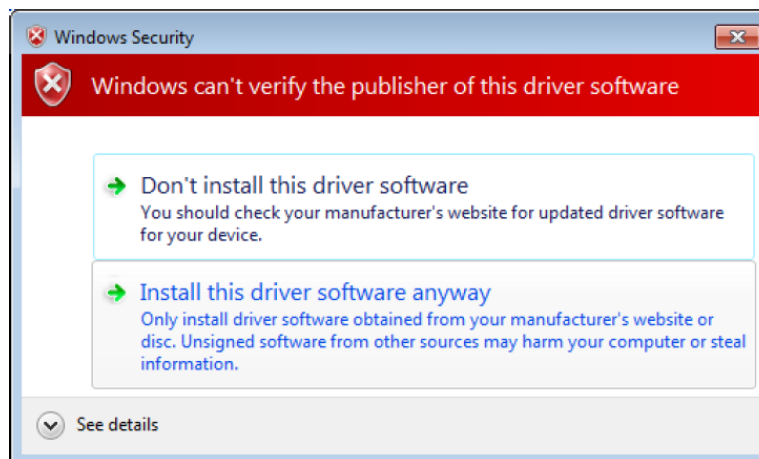 Windows Security
Windows can't verify the publisher of this driver software
Don't install this driver software
You should check your manufacturer's website for updated driver software
for your device.
Install this driver software anyway
Only install driver software obtained from your manufacturer's website or
disc. Unsigned software from other sources may harm your computer or steal
information.
See details